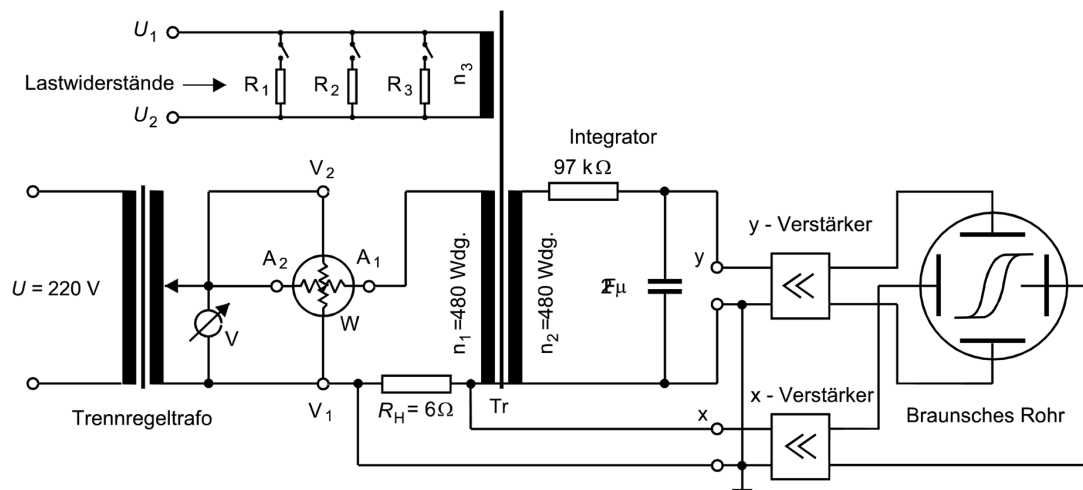 U1
Lastwiderstände
R1
R2
R3
n3
U2
Integrator
97 kΩ
V2
y - Verstärker
A2
A1
y
U = 220 V
n1=480 Wdg.
n2=480 Wdg.
W
V
V1
RH = 6Ω
Tr
x
x - Verstärker
Trennregeltrafo
Braunsches Rohr